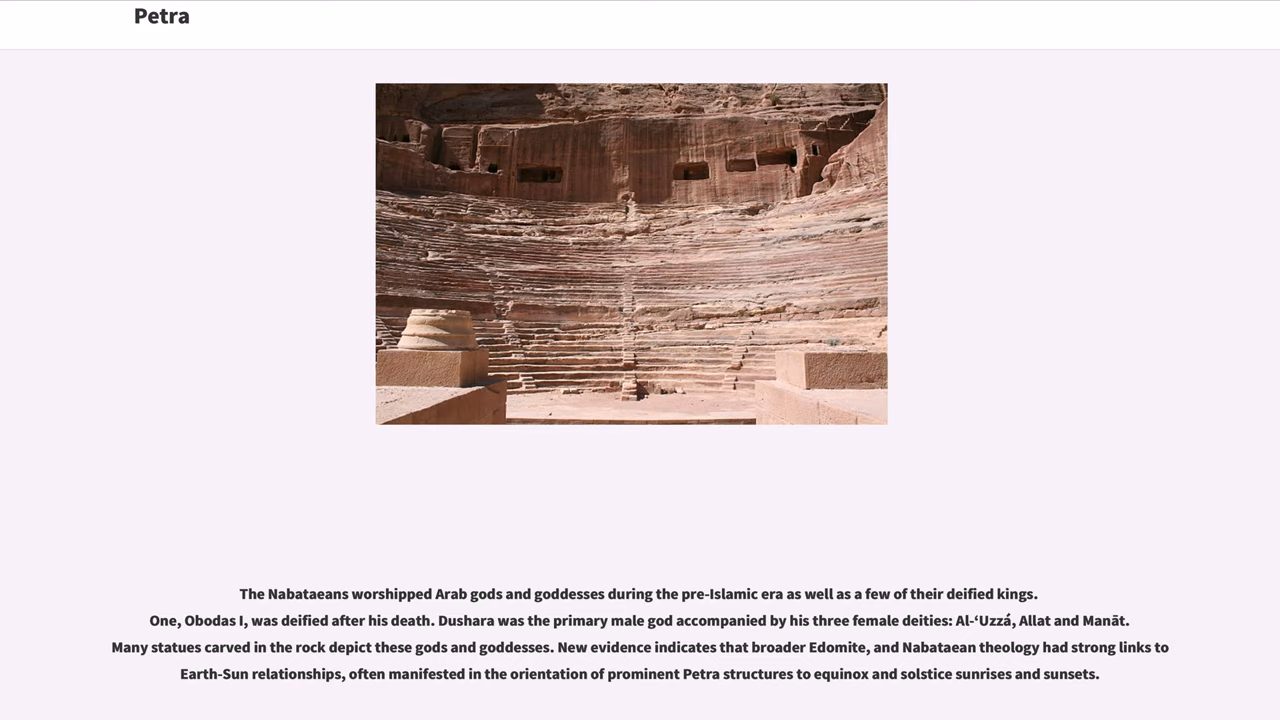 Petra
The Nabataeans worshipped Arab gods and goddesses during the pre-Islamic era as well as a few of their deified kings.
One, Obodas I, was deified after his death. Dushara was the primary male god accompanied by his three female deities: Al-‘Uzzá, Allat and Manāt.
Many statues carved in the rock depict these gods and goddesses. New evidence indicates that broader Edomite, and Nabataean theology had strong links to
Earth-Sun relationships, often manifested in the orientation of prominent Petra structures to equinox and solstice sunrises and sunsets.